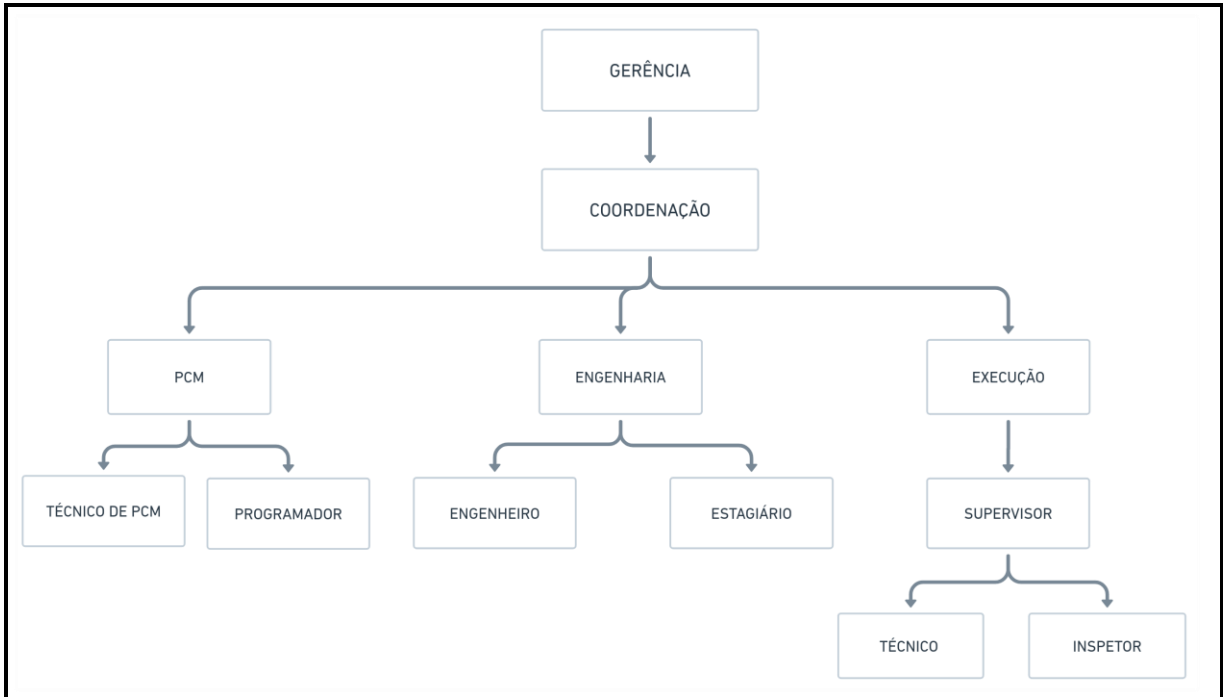 GERÊNCIA
COORDENAÇÃO
PCM
ENGENHARIA
EXECUÇÃO
TÉCNICO DE PCM
PROGRAMADOR
ENGENHEIRO
ESTAGIÁRIO
SUPERVISOR
TÉCNICO
INSPETOR